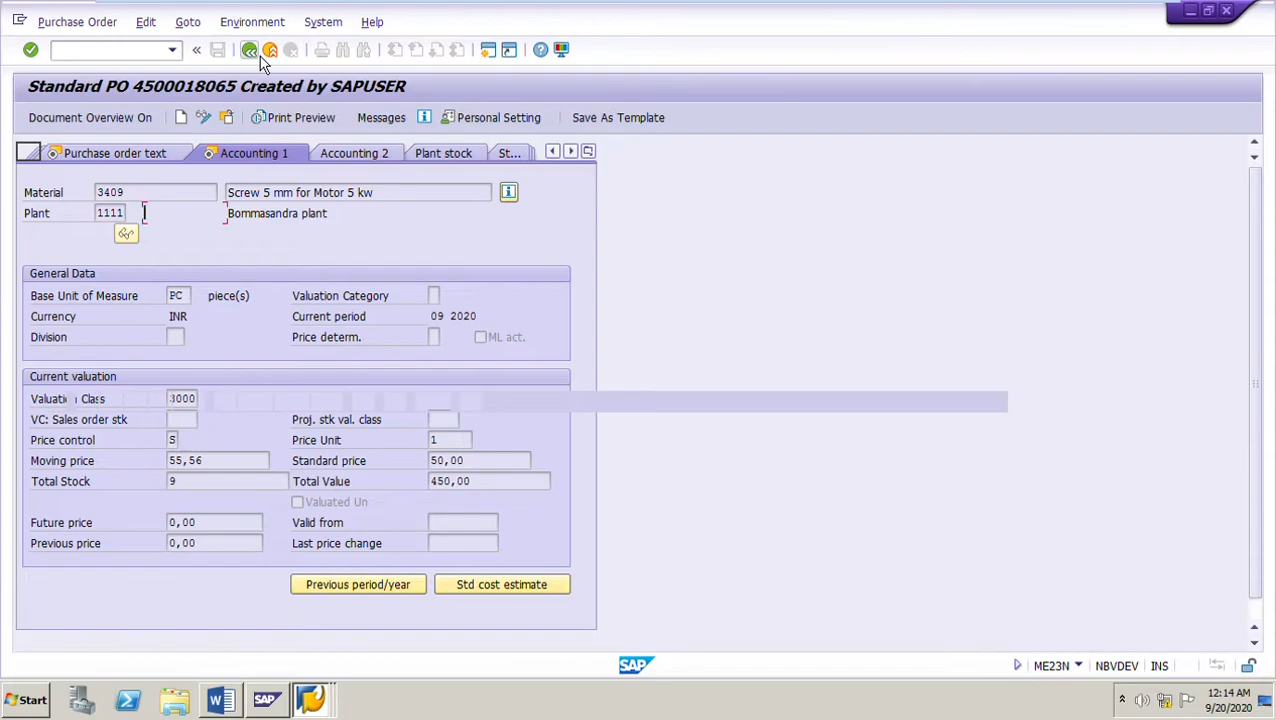 Purchase Order Edit Goto Environment System Help
Standard PO 4500018065 Created by SAPUSER
Document Overview On Print Preview Messages Personal Setting Save As Template
Purchase order text Accounting 1 Accounting 2 Plant stock St...
Material 3409 Screw 5 mm for Motor 5 kw
Plant 1111 Bommasandra plant
General Data
Base Unit of Measure PC piece(s) Valuation Category
Currency INR Current period 09 2020
Division Price determ. ML act.
Current valuation
Valuation Class 3000
VC: Sales order stk Proj. stk val. class
Price control S Price Unit 1
Moving price 55,56 Standard price 50,00
Total Stock 9 Total Value 450,00
Valuated Un
Future price 0,00 Valid from
Previous price 0,00 Last price change
Previous period/year Std cost estimate
SAP ME23N NBVDEV INS
Start SAP 12:14 AM
9/20/2020